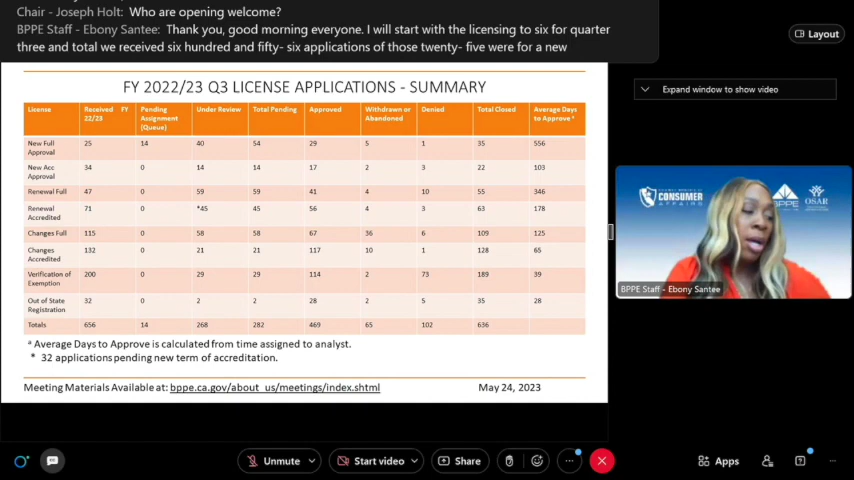 Chair - Joseph Holt: Who are opening welcome?
BPPE Staff - Ebony Santee: Thank you, good morning everyone. I will start with the licensing to six for quarter
three and total we received six hundred and fifty- six applications of those twenty- five were for a new
Layout
Expand window to show video
FY 2022/23 Q3 LICENSE APPLICATIONS - SUMMARY
License Received FY 22/23 Pending Assignment (Queue) Under Review Total Pending Approved Withdrawn or Abandoned Denied Total Closed Average Days to Approve ª
New Full Approval 25 14 40 54 29 5 1 35 556
New Acc Approval 34 0 14 14 17 2 3 22 103
Renewal Full 47 0 59 59 41 4 10 55 346
Renewal Accredited 71 0 *45 45 56 4 3 63 178
Changes Full 115 0 58 58 67 36 6 109 125
Changes Accredited 132 0 21 21 117 10 1 128 65
Verification of Exemption 200 0 29 29 114 2 73 189 39
Out of State Registration 32 0 2 2 28 2 5 35 28
Totals 656 14 268 282 469 65 102 636
ª Average Days to Approve is calculated from time assigned to analyst.
* 32 applications pending new term of accreditation.
Meeting Materials Available at: bppe.ca.gov/about_us/meetings/index.shtml May 24, 2023
CONSUMER
AFFAIRS
BPPE
OSAR
BPPE Staff - Ebony Santee
Unmute
Start video
Share
Apps